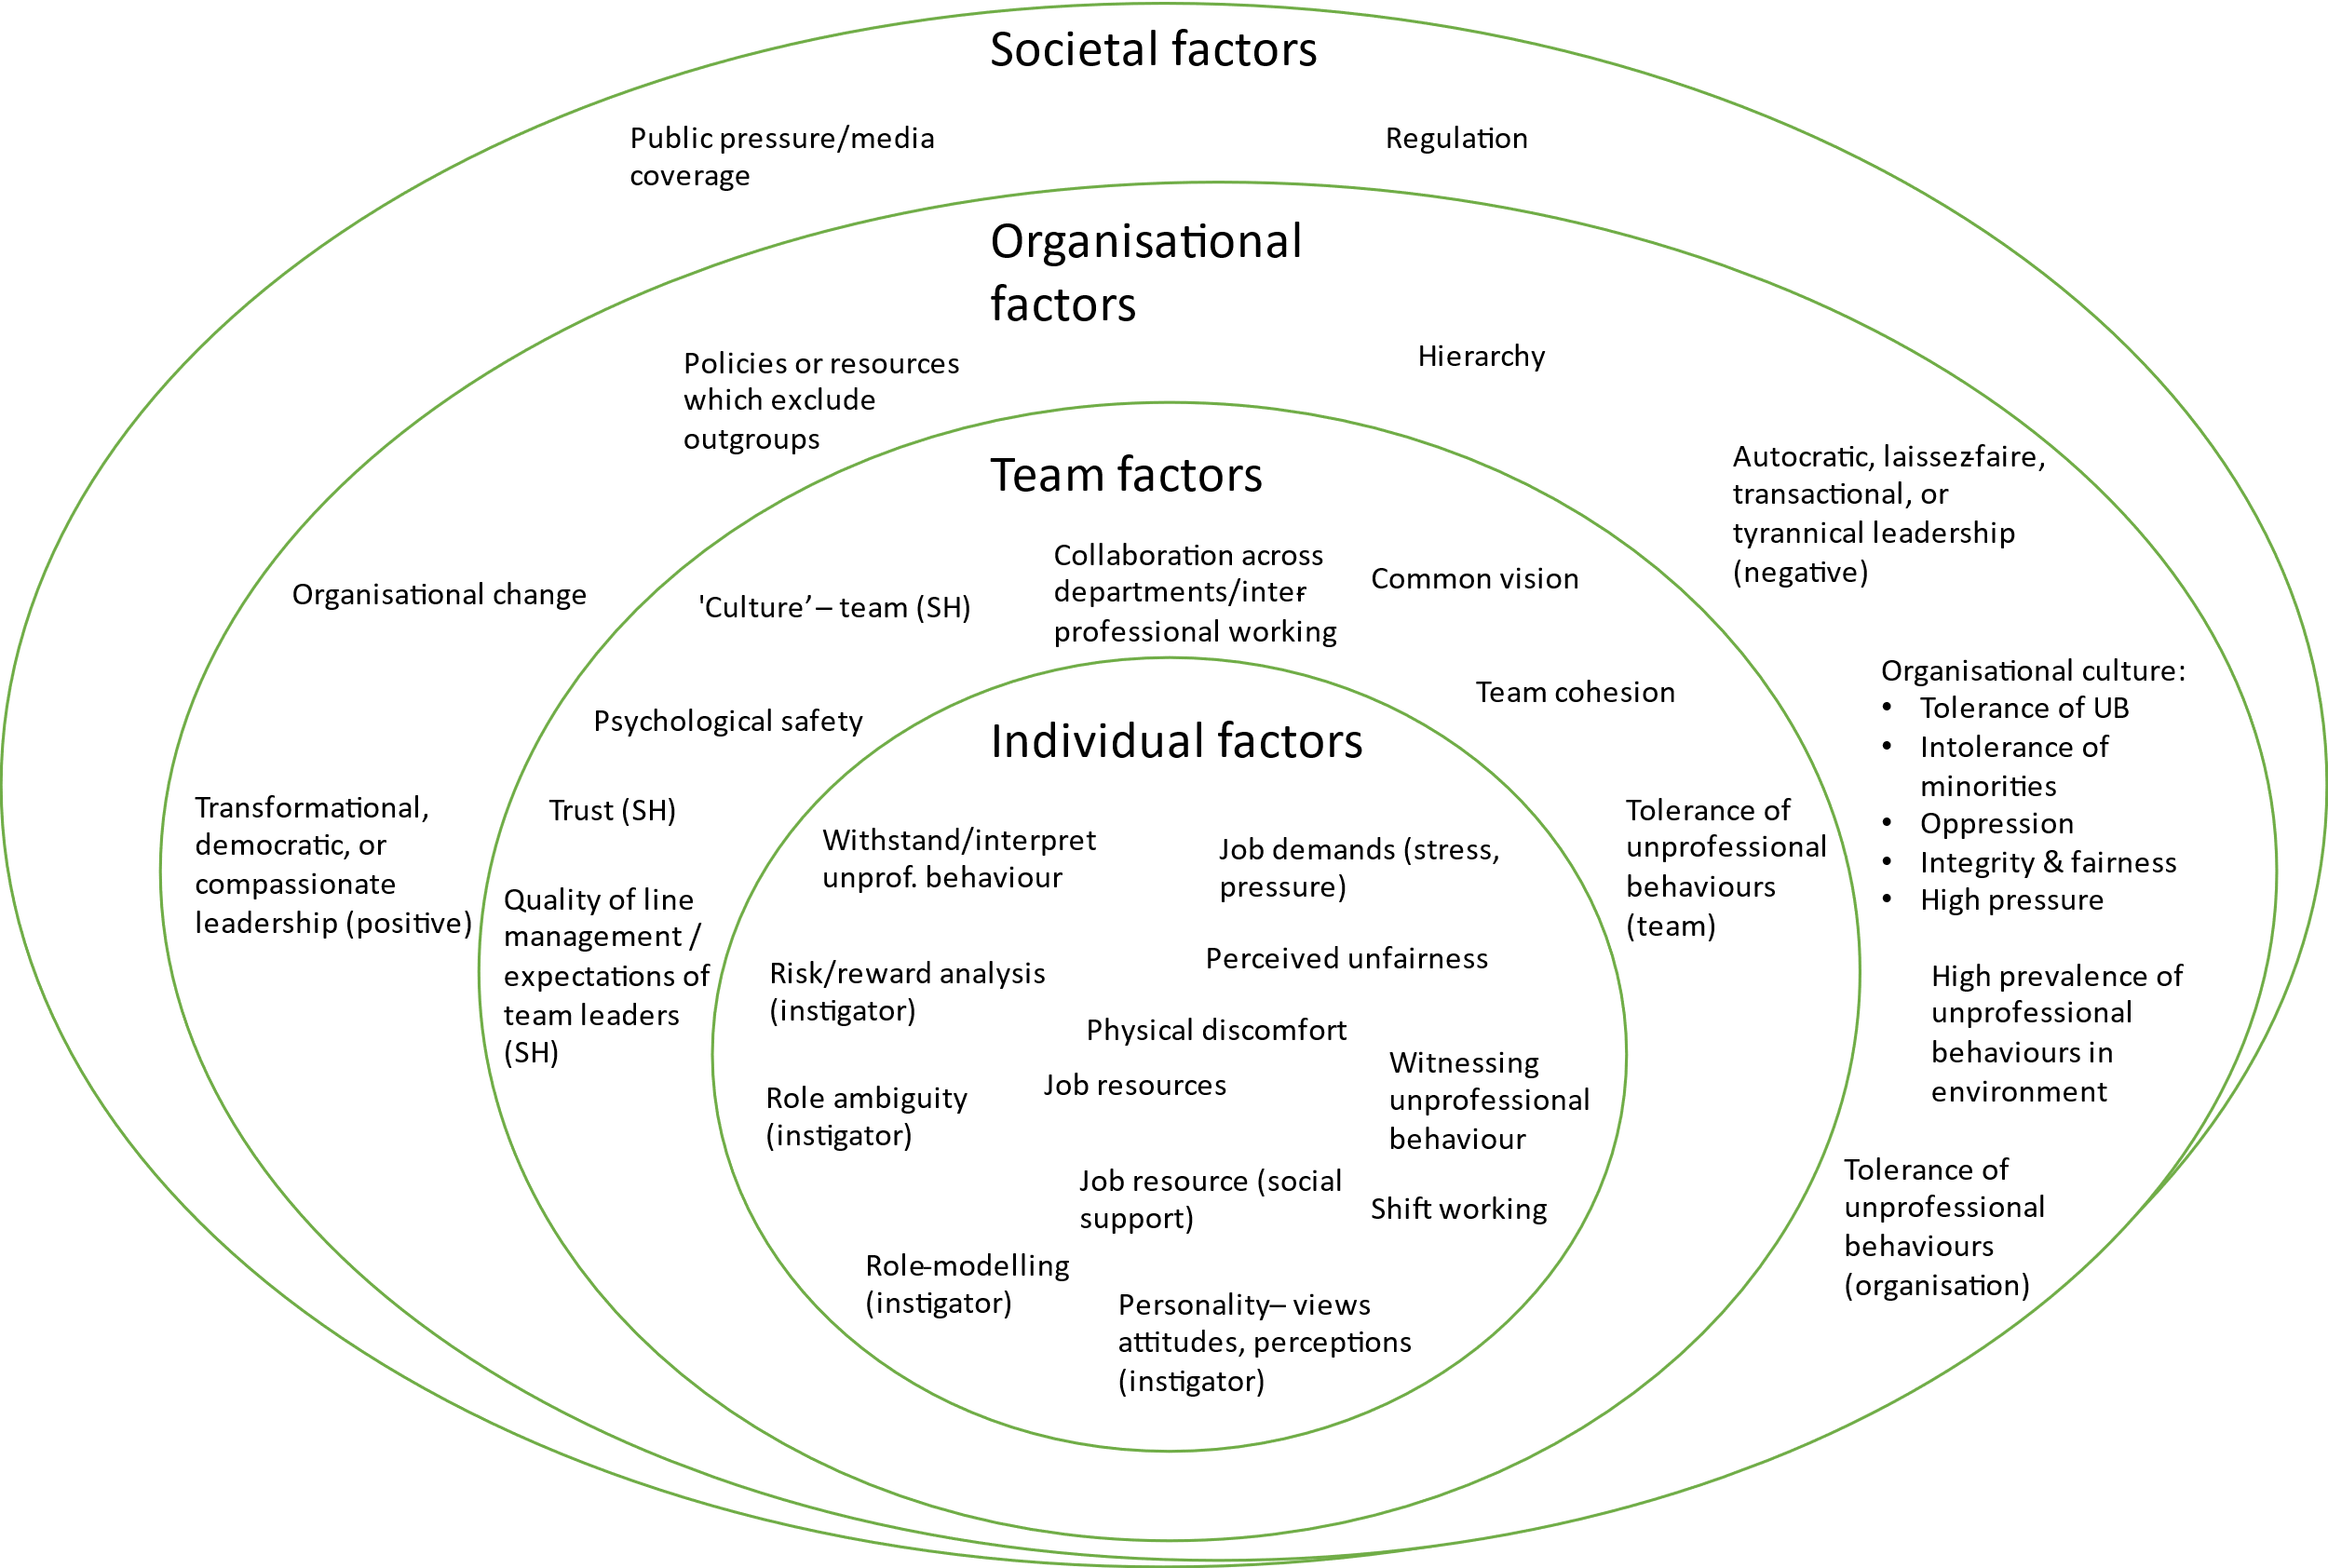 Societal factors
Public pressure/media
coverage
Regulation
Organisational
factors
Policies or resources
which exclude
outgroups
Hierarchy
Autocratic, laissez-faire,
transactional, or
tyrannical leadership
(negative)
Organisational change
Transformational,
democratic, or
compassionate
leadership (positive)
Organisational culture:
• Tolerance of UB
• Intolerance of
minorities
• Oppression
• Integrity & fairness
• High pressure
High prevalence of
unprofessional
behaviours in
environment
Tolerance of
unprofessional
behaviours
(organisation)
Team factors
'Culture’ – team (SH)
Collaboration across
departments/inter-
professional working
Common vision
Team cohesion
Psychological safety
Trust (SH)
Quality of line
management /
expectations of
team leaders
(SH)
Tolerance of
unprofessional
behaviours
(team)
Individual factors
Withstand/interpret
unprof. behaviour
Job demands (stress,
pressure)
Risk/reward analysis
(instigator)
Perceived unfairness
Physical discomfort
Job resources
Witnessing
unprofessional
behaviour
Role ambiguity
(instigator)
Job resource (social
support)
Shift working
Role-modelling
(instigator)
Personality – views
attitudes, perceptions
(instigator)